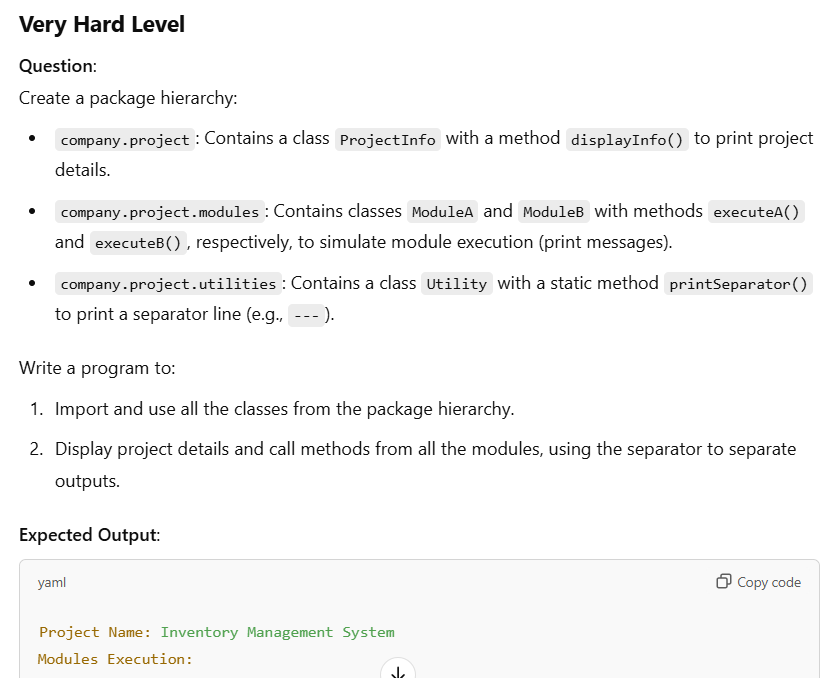 Very Hard Level
Question:
Create a package hierarchy:
• company.project: Contains a class ProjectInfo with a method displayInfo() to print project
details.
• company.project.modules: Contains classes ModuleA and ModuleB with methods executeA()
and executeB(), respectively, to simulate module execution (print messages).
• company.project.utilities: Contains a class Utility with a static method printSeparator()
to print a separator line (e.g., ---).
Write a program to:
1. Import and use all the classes from the package hierarchy.
2. Display project details and call methods from all the modules, using the separator to separate
outputs.
Expected Output:
yaml Copy code
Project Name: Inventory Management System
Modules Execution: